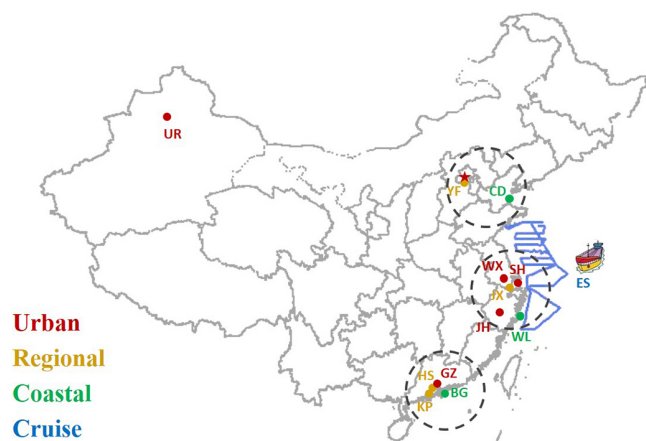 UR
YF
CD
WX
SH
JX
ES
JH
WL
Urban
Regional
Coastal
Cruise
HS
GZ
KP
BG